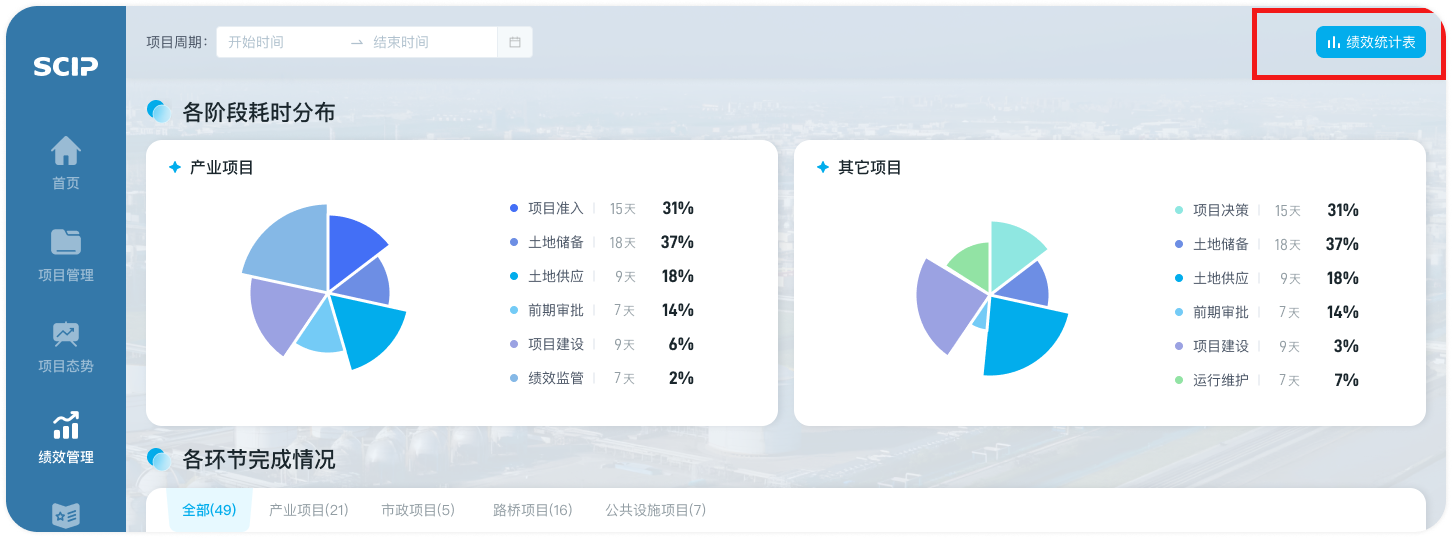 SCIP
首页
项目管理
项目态势
绩效管理
项目周期： 开始时间 → 结束时间
绩效统计表
各阶段耗时分布
产业项目
项目准入 15天 31%
土地储备 18天 37%
土地供应 9天 18%
前期审批 7天 14%
项目建设 9天 6%
绩效监管 7天 2%
其它项目
项目决策 15天 31%
土地储备 18天 37%
土地供应 9天 18%
前期审批 7天 14%
项目建设 9天 3%
运行维护 7天 7%
各环节完成情况
全部(49) 产业项目(21) 市政项目(5) 路桥项目(16) 公共设施项目(7)